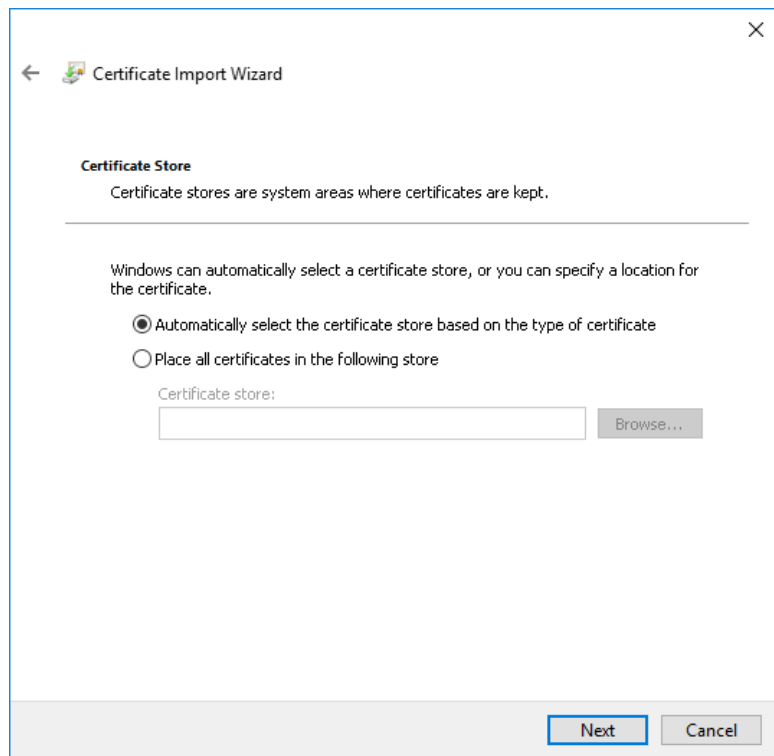 Certificate Import Wizard
Certificate Store
Certificate stores are system areas where certificates are kept.
Windows can automatically select a certificate store, or you can specify a location for
the certificate.
Automatically select the certificate store based on the type of certificate
Place all certificates in the following store
Certificate store:
Browse...
Next
Cancel